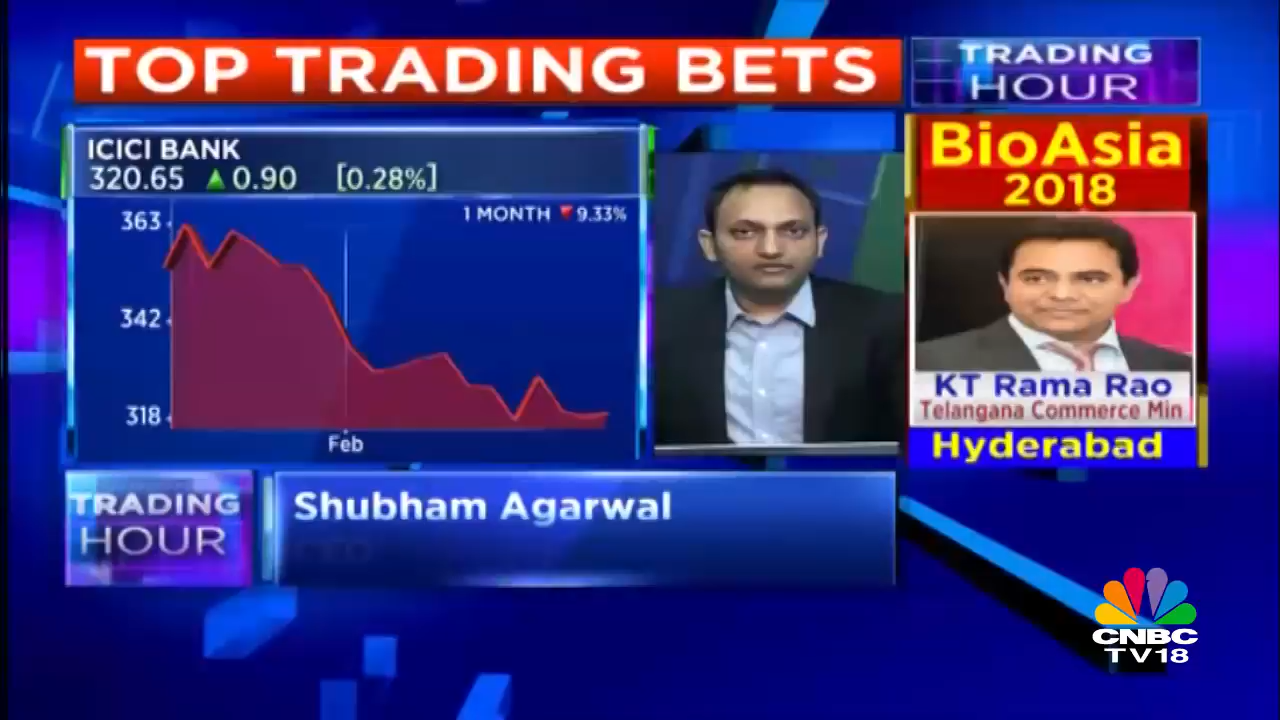 TOP TRADING BETS
TRADING
HOUR
ICICI BANK
320.65 ▲ 0.90 [0.28%]
1 MONTH ▼ 9.33%
363
342
318
Feb
BioAsia
2018
KT Rama Rao
Telangana Commerce Min
Hyderabad
TRADING
HOUR
Shubham Agarwal
CEO
CNBC
TV18